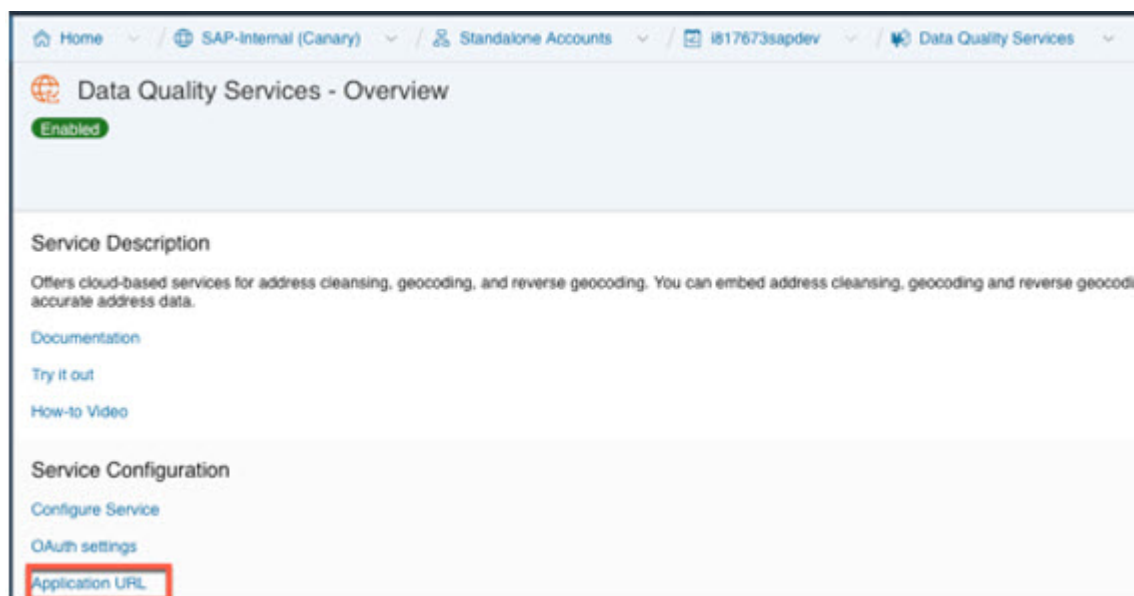 Home / SAP-Internal (Canary) / Standalone Accounts / i817673sapdev / Data Quality Services
Data Quality Services - Overview
Enabled
Service Description
Offers cloud-based services for address cleansing, geocoding, and reverse geocoding. You can embed address cleansing, geocoding and reverse geocodi
accurate address data.
Documentation
Try it out
How-to Video
Service Configuration
Configure Service
OAuth settings
Application URL